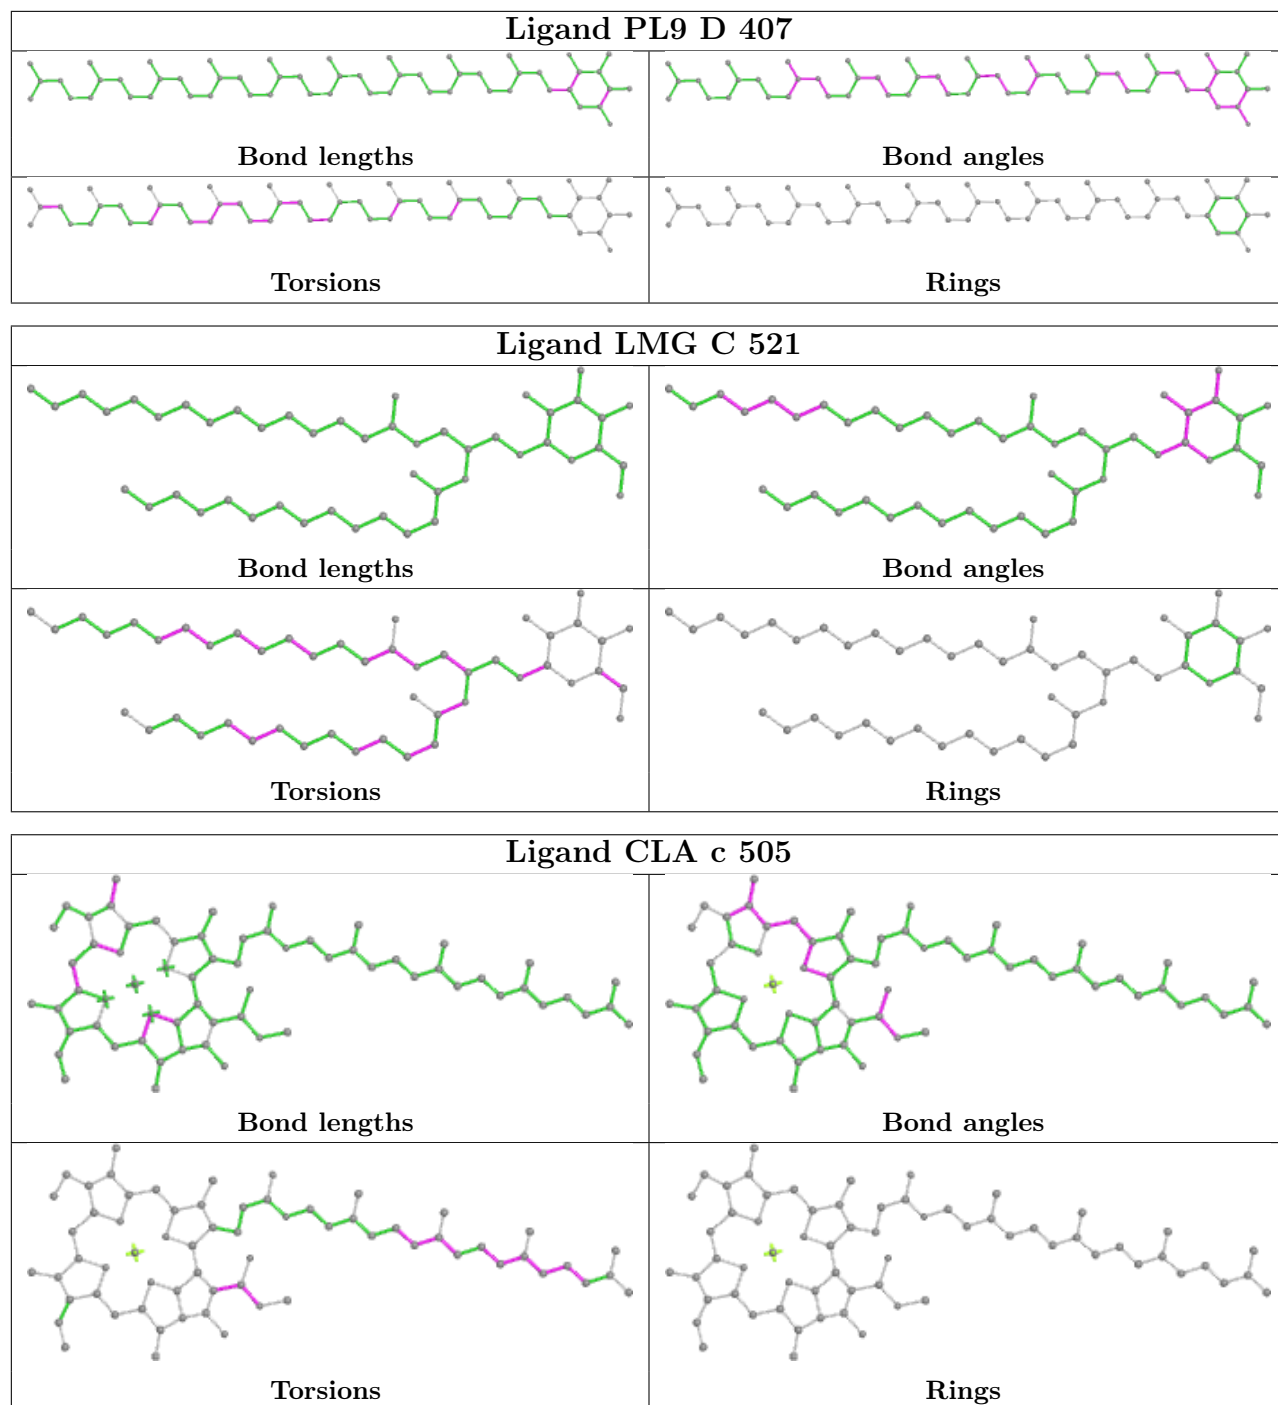 Ligand PL9 D 407
Bond lengths
Bond angles
Torsions
Rings
Ligand LMG C 521
Bond lengths
Bond angles
Torsions
Rings
Ligand CLA c 505
Bond lengths
Bond angles
Torsions
Rings